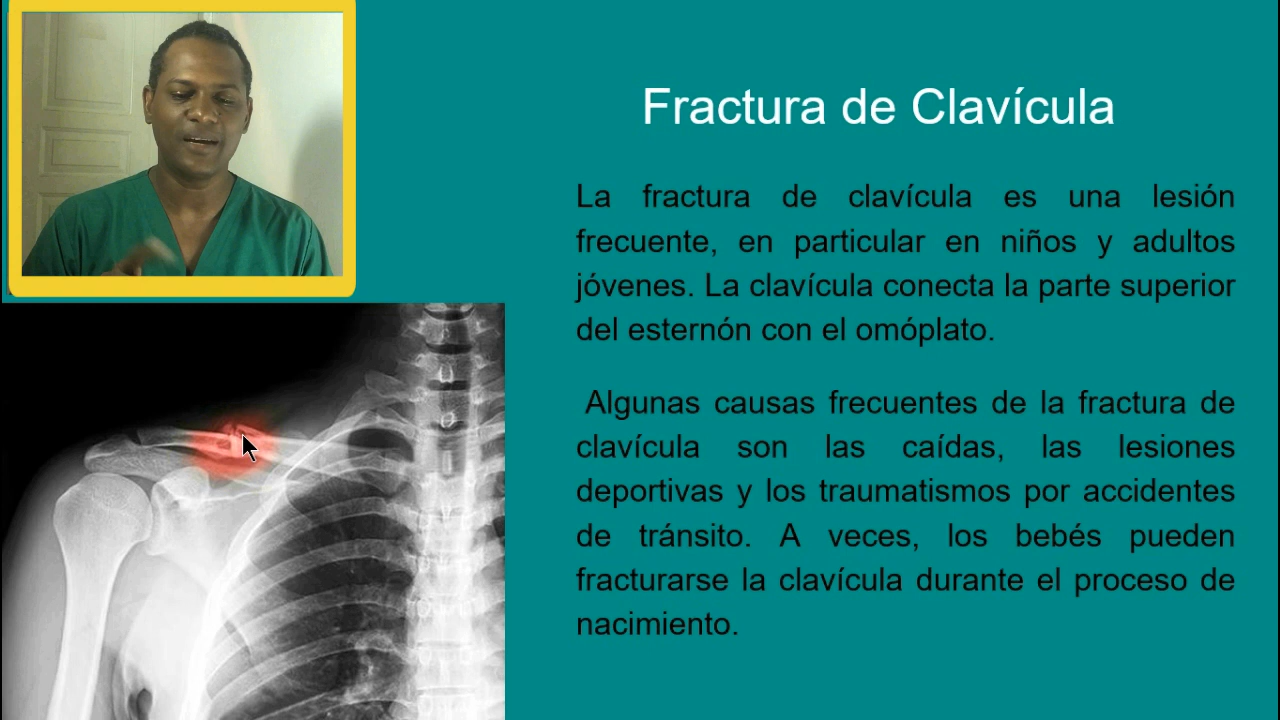 Fractura de Clavícula
La fractura de clavícula es una lesión
frecuente, en particular en niños y adultos
jóvenes. La clavícula conecta la parte superior
del esternón con el omóplato.
Algunas causas frecuentes de la fractura de
clavícula son las caídas, las lesiones
deportivas y los traumatismos por accidentes
de tránsito. A veces, los bebés pueden
fracturarse la clavícula durante el proceso de
nacimiento.